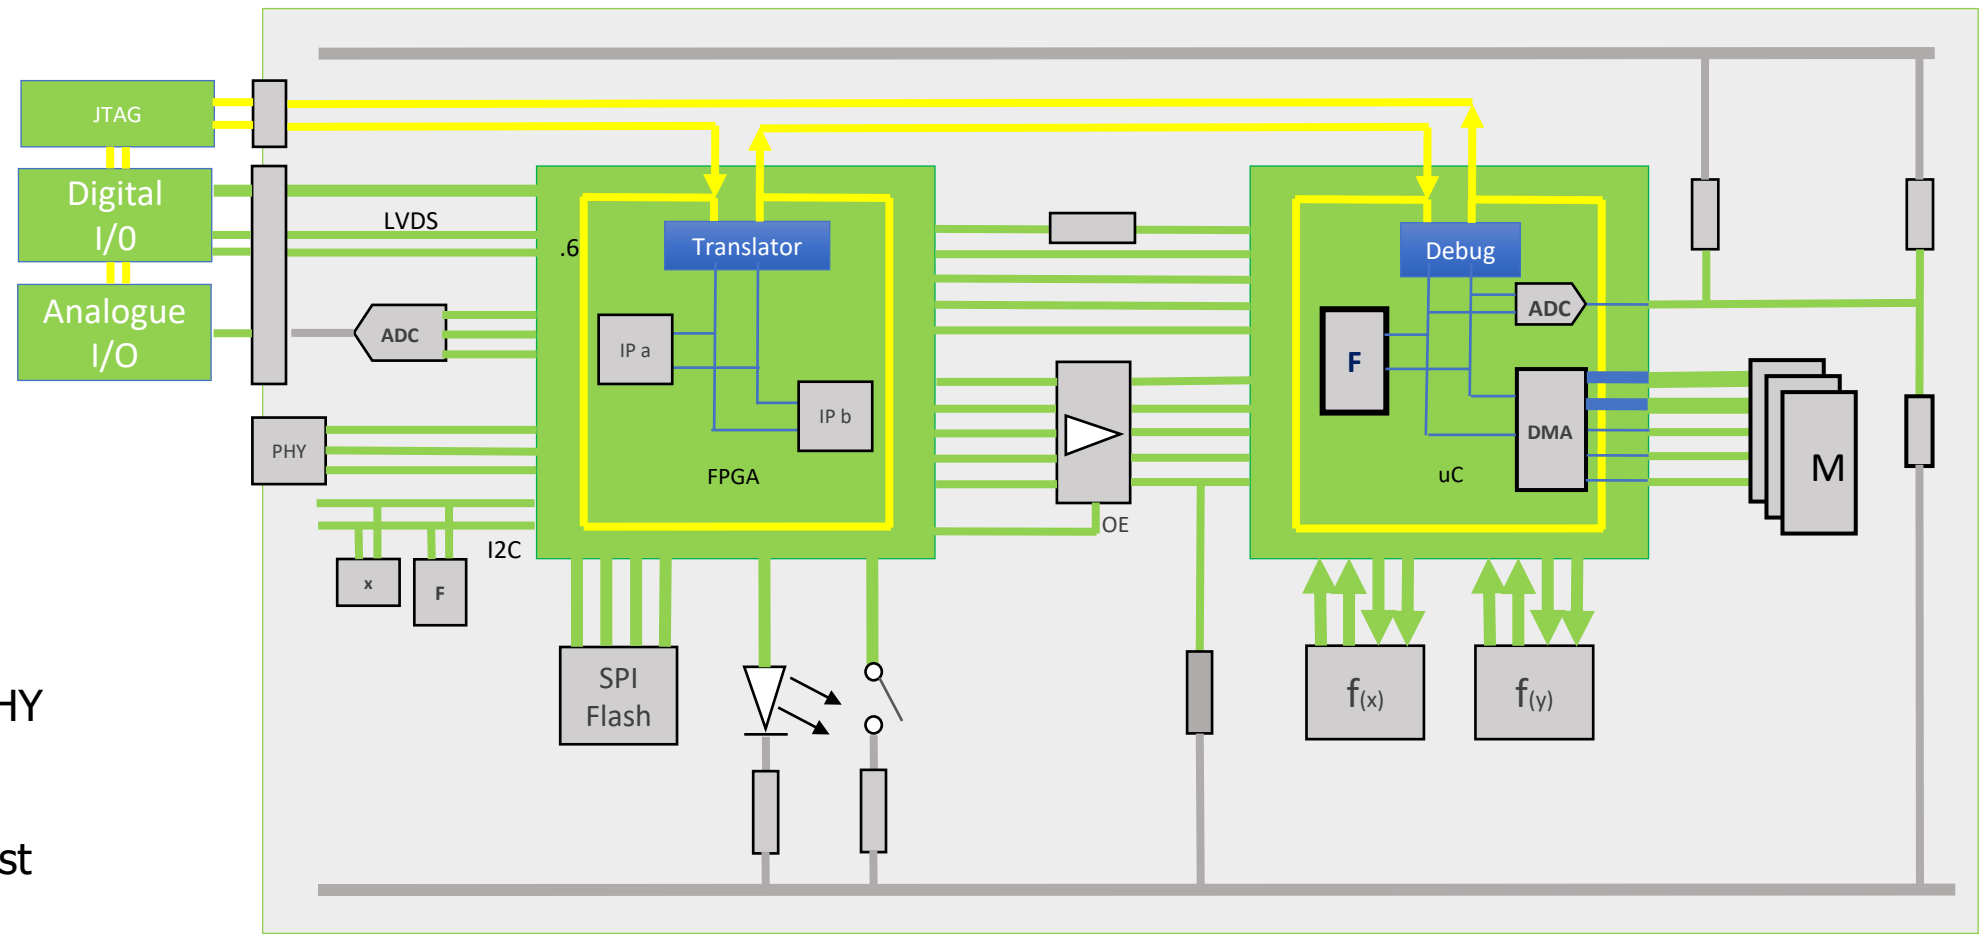 JTAG
Digital
I/0
Analogue
I/O
LVDS
.6
ADC
PHY
I2C
x
F
Translator
IP a
IP b
FPGA
SPI
Flash
OE
Debug
ADC
F
DMA
uC
M
f(x)
f(y)
HY
st